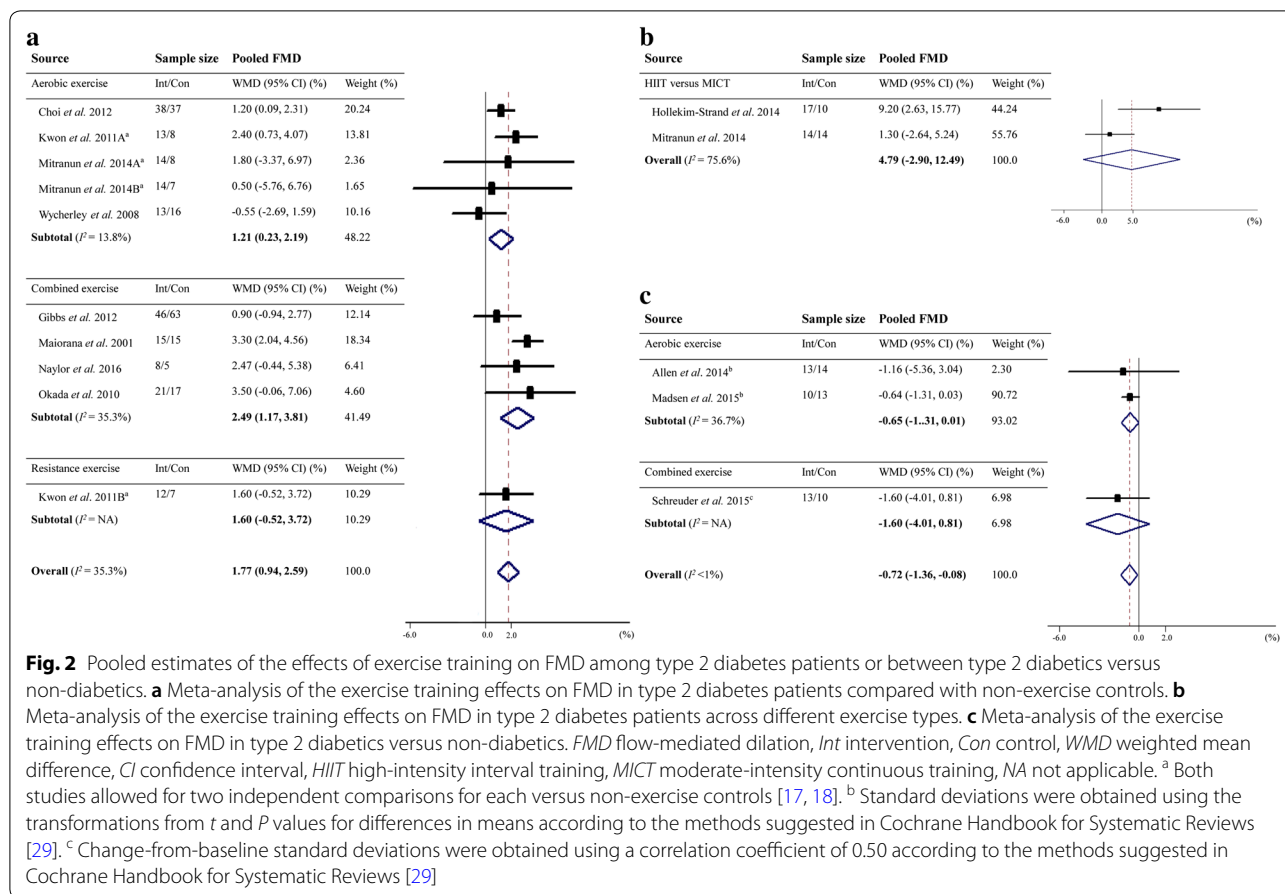 a
Source Sample size Pooled FMD
Aerobic exercise Int/Con WMD (95% CI) (%) Weight (%)
Choi et al. 2012 38/37 1.20 (0.09, 2.31) 20.24
Kwon et al. 2011Aᵃ 13/8 2.40 (0.73, 4.07) 13.81
Mitranun et al. 2014Aᵃ 14/8 1.80 (-3.37, 6.97) 2.36
Mitranun et al. 2014Bᵃ 14/7 0.50 (-5.76, 6.76) 1.65
Wycherley et al. 2008 13/16 -0.55 (-2.69, 1.59) 10.16
Subtotal (I² = 13.8%) 1.21 (0.23, 2.19) 48.22
Combined exercise Int/Con WMD (95% CI) (%) Weight (%)
Gibbs et al. 2012 46/63 0.90 (-0.94, 2.77) 12.14
Maiorana et al. 2001 15/15 3.30 (2.04, 4.56) 18.34
Naylor et al. 2016 8/5 2.47 (-0.44, 5.38) 6.41
Okada et al. 2010 21/17 3.50 (-0.06, 7.06) 4.60
Subtotal (I² = 35.3%) 2.49 (1.17, 3.81) 41.49
Resistance exercise Int/Con WMD (95% CI) (%) Weight (%)
Kwon et al. 2011Bᵃ 12/7 1.60 (-0.52, 3.72) 10.29
Subtotal (I² = NA) 1.60 (-0.52, 3.72) 10.29
Overall (I² = 35.3%) 1.77 (0.94, 2.59) 100.0
-6.0 0.0 2.0 (%)
b
Source Sample size Pooled FMD
HIIT versus MICT Int/Con WMD (95% CI) (%) Weight (%)
Hollekim-Strand et al. 2014 17/10 9.20 (2.63, 15.77) 44.24
Mitranun et al. 2014 14/14 1.30 (-2.64, 5.24) 55.76
Overall (I² = 75.6%) 4.79 (-2.90, 12.49) 100.0
-6.0 0.0 5.0 (%)
c
Source Sample size Pooled FMD
Aerobic exercise Int/Con WMD (95% CI) (%) Weight (%)
Allen et al. 2014ᵇ 13/14 -1.16 (-5.36, 3.04) 2.30
Madsen et al. 2015ᵇ 10/13 -0.64 (-1.31, 0.03) 90.72
Subtotal (I² = 36.7%) -0.65 (-1..31, 0.01) 93.02
Combined exercise Int/Con WMD (95% CI) (%) Weight (%)
Schreuder et al. 2015ᶜ 13/10 -1.60 (-4.01, 0.81) 6.98
Subtotal (I² = NA) -1.60 (-4.01, 0.81) 6.98
Overall (I² <1%) -0.72 (-1.36, -0.08) 100.0
-6.0 0.0 2.0 (%)
Fig. 2 Pooled estimates of the effects of exercise training on FMD among type 2 diabetes patients or between type 2 diabetics versus
non-diabetics. a Meta-analysis of the exercise training effects on FMD in type 2 diabetes patients compared with non-exercise controls. b
Meta-analysis of the exercise training effects on FMD in type 2 diabetes patients across different exercise types. c Meta-analysis of the exercise
training effects on FMD in type 2 diabetics versus non-diabetics. FMD flow-mediated dilation, Int intervention, Con control, WMD weighted mean
difference, CI confidence interval, HIIT high-intensity interval training, MICT moderate-intensity continuous training, NA not applicable. ᵃ Both
studies allowed for two independent comparisons for each versus non-exercise controls [17, 18]. ᵇ Standard deviations were obtained using the
transformations from t and P values for differences in means according to the methods suggested in Cochrane Handbook for Systematic Reviews
[29]. ᶜ Change-from-baseline standard deviations were obtained using a correlation coefficient of 0.50 according to the methods suggested in
Cochrane Handbook for Systematic Reviews [29]